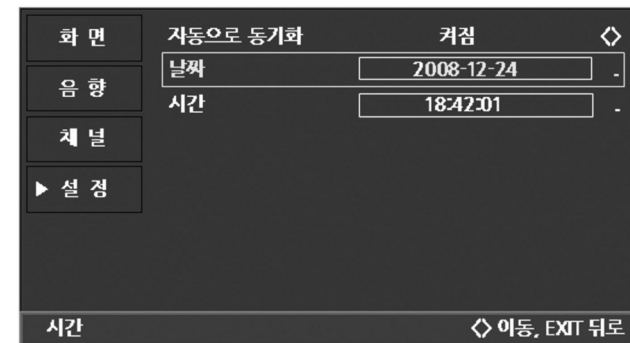 화 면
음 향
채 널
▶ 설 정
자동으로 동기화 켜짐
날짜 2008-12-24
시간 18:42:01
시간
이동, EXIT 뒤로